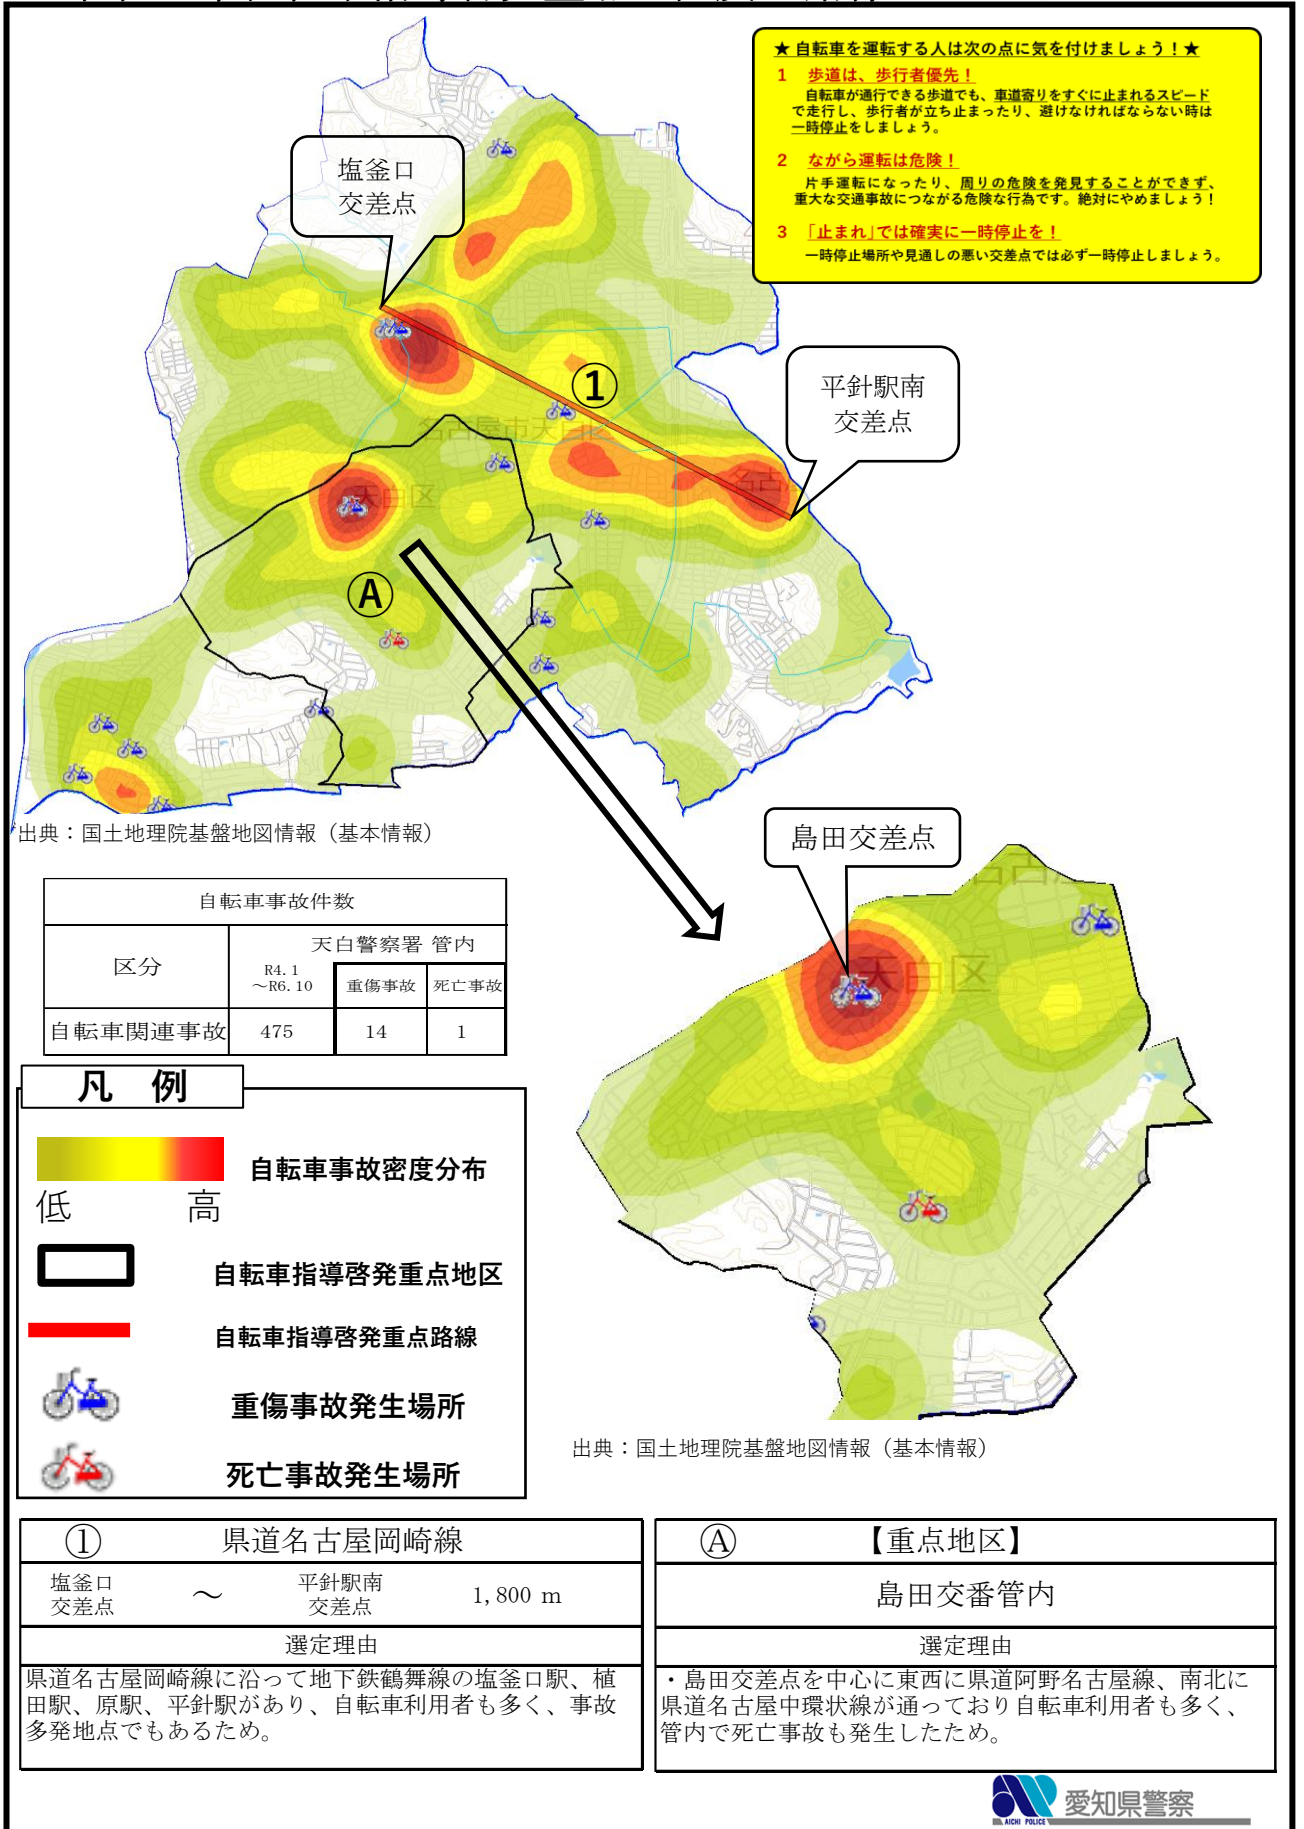 ★ 自転車を運転する人は次の点に気を付けましょう！★
1 歩道は、歩行者優先！
自転車が通行できる歩道でも、車道寄りをすぐに止まれるスピード
で走行し、歩行者が立ち止まったり、避けなければならない時は
一時停止をしましょう。
2 ながら運転は危険！
片手運転になったり、周りの危険を発見することができず、
重大な交通事故につながる危険な行為です。絶対にやめましょう！
3 「止まれ」では確実に一時停止を！
一時停止場所や見通しの悪い交差点では必ず一時停止しましょう。
塩釜口
交差点
①
平針駅南
交差点
名古屋市天白区
天白区
名古
Ⓐ
出典：国土地理院基盤地図情報（基本情報）
島田交差点
名古屋
天白区
自転車事故件数
区分
天白警察署 管内
R4.1
～R6.10
重傷事故
死亡事故
自転車関連事故 475 14 1
凡 例
自転車事故密度分布
低 高
自転車指導啓発重点地区
自転車指導啓発重点路線
重傷事故発生場所
死亡事故発生場所
出典：国土地理院基盤地図情報（基本情報）
① 県道名古屋岡崎線
塩釜口
交差点
～
平針駅南
交差点
1,800 m
選定理由
県道名古屋岡崎線に沿って地下鉄鶴舞線の塩釜口駅、植
田駅、原駅、平針駅があり、自転車利用者も多く、事故
多発地点でもあるため。
Ⓐ 【重点地区】
島田交番管内
選定理由
・島田交差点を中心に東西に県道阿野名古屋線、南北に
県道名古屋中環状線が通っており自転車利用者も多く、
管内で死亡事故も発生したため。
AICHI POLICE
愛知県警察